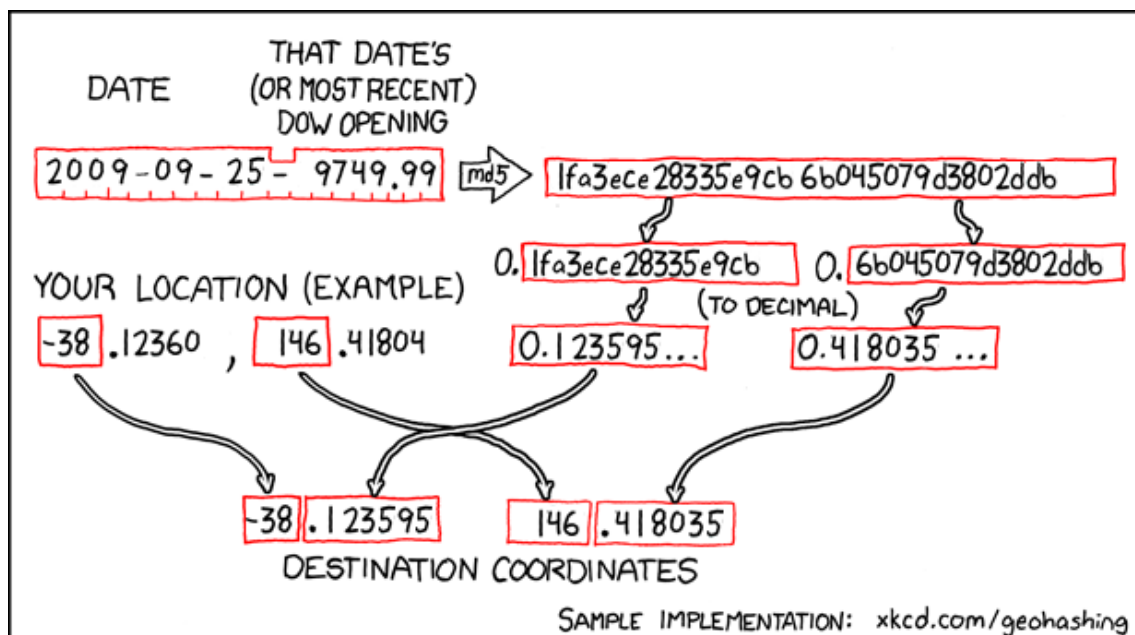 DATE
THAT DATE'S
(OR MOST RECENT)
DOW OPENING
2009-09-25- 9749.99
md5
1fa3ece28335e9cb6b045079d3802ddb
0.1fa3ece28335e9cb
0.6b045079d3802ddb
(TO DECIMAL)
0.123595...
0.418035...
YOUR LOCATION (EXAMPLE)
-38.12360, 146.41804
-38.123595 146.418035
DESTINATION COORDINATES
SAMPLE IMPLEMENTATION: xkcd.com/geohashing